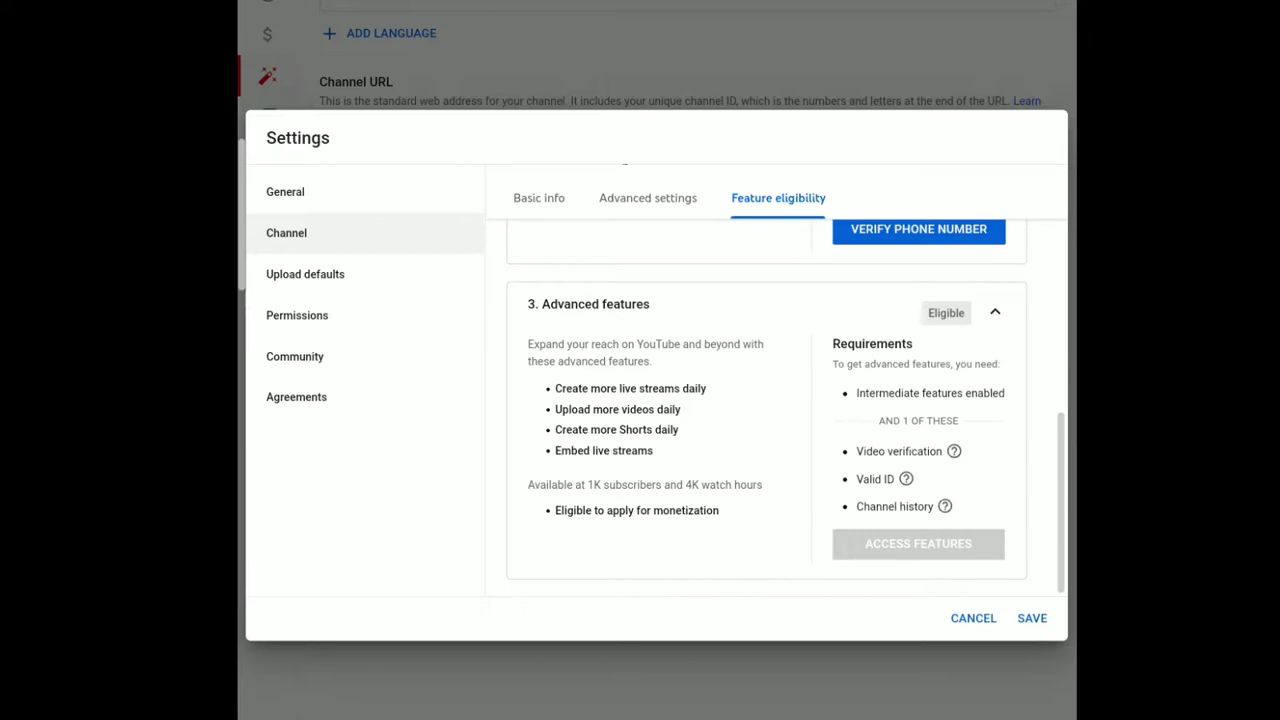 $
+ ADD LANGUAGE
Channel URL
This is the standard web address for your channel. It includes your unique channel ID, which is the numbers and letters at the end of the URL. Learn
Settings
General
Channel
Upload defaults
Permissions
Community
Agreements
Basic info
Advanced settings
Feature eligibility
VERIFY PHONE NUMBER
3. Advanced features
Eligible
Expand your reach on YouTube and beyond with
these advanced features.
• Create more live streams daily
• Upload more videos daily
• Create more Shorts daily
• Embed live streams
Available at 1K subscribers and 4K watch hours
• Eligible to apply for monetization
Requirements
To get advanced features, you need:
• Intermediate features enabled
AND 1 OF THESE
• Video verification ?
• Valid ID ?
• Channel history ?
ACCESS FEATURES
CANCEL
SAVE